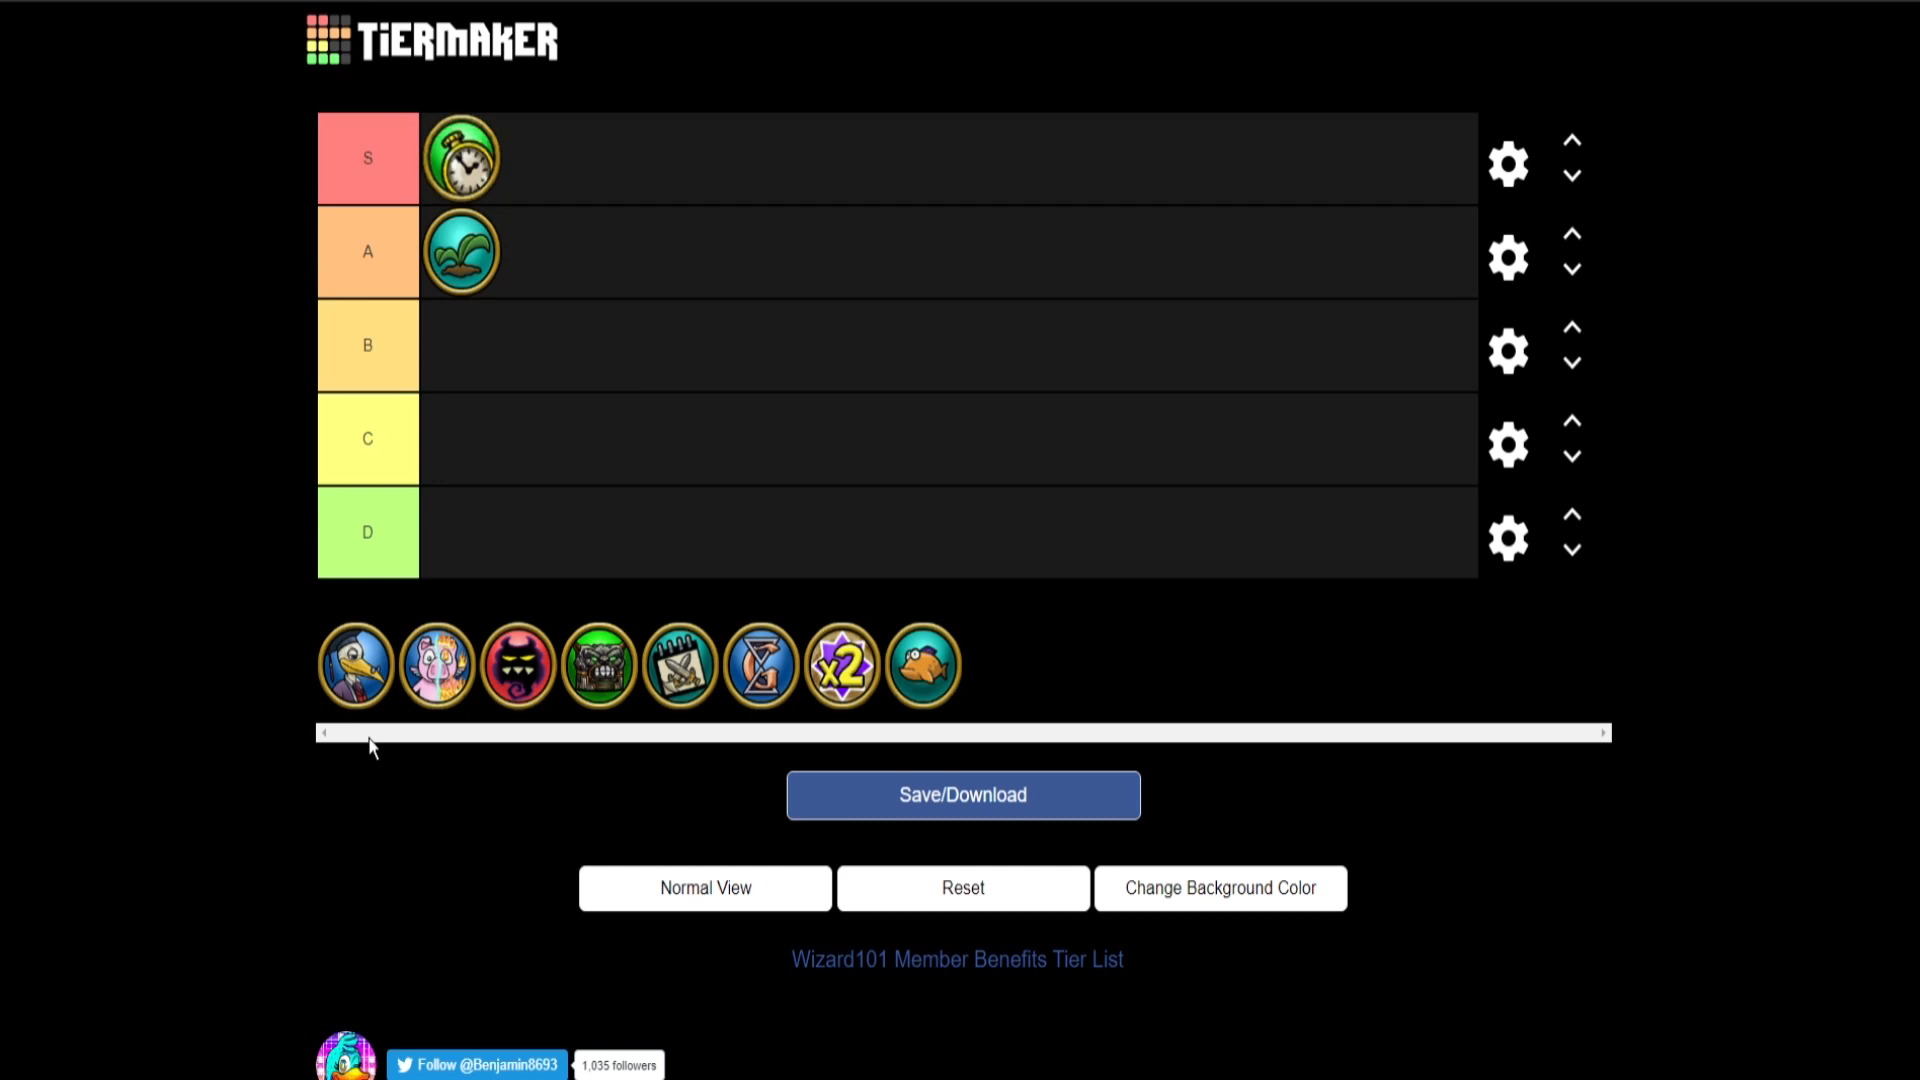 TiERMAKER
S
A
B
C
D
x2
Save/Download
Normal View
Reset
Change Background Color
Wizard101 Member Benefits Tier List
Follow @Benjamin8693
1,035 followers